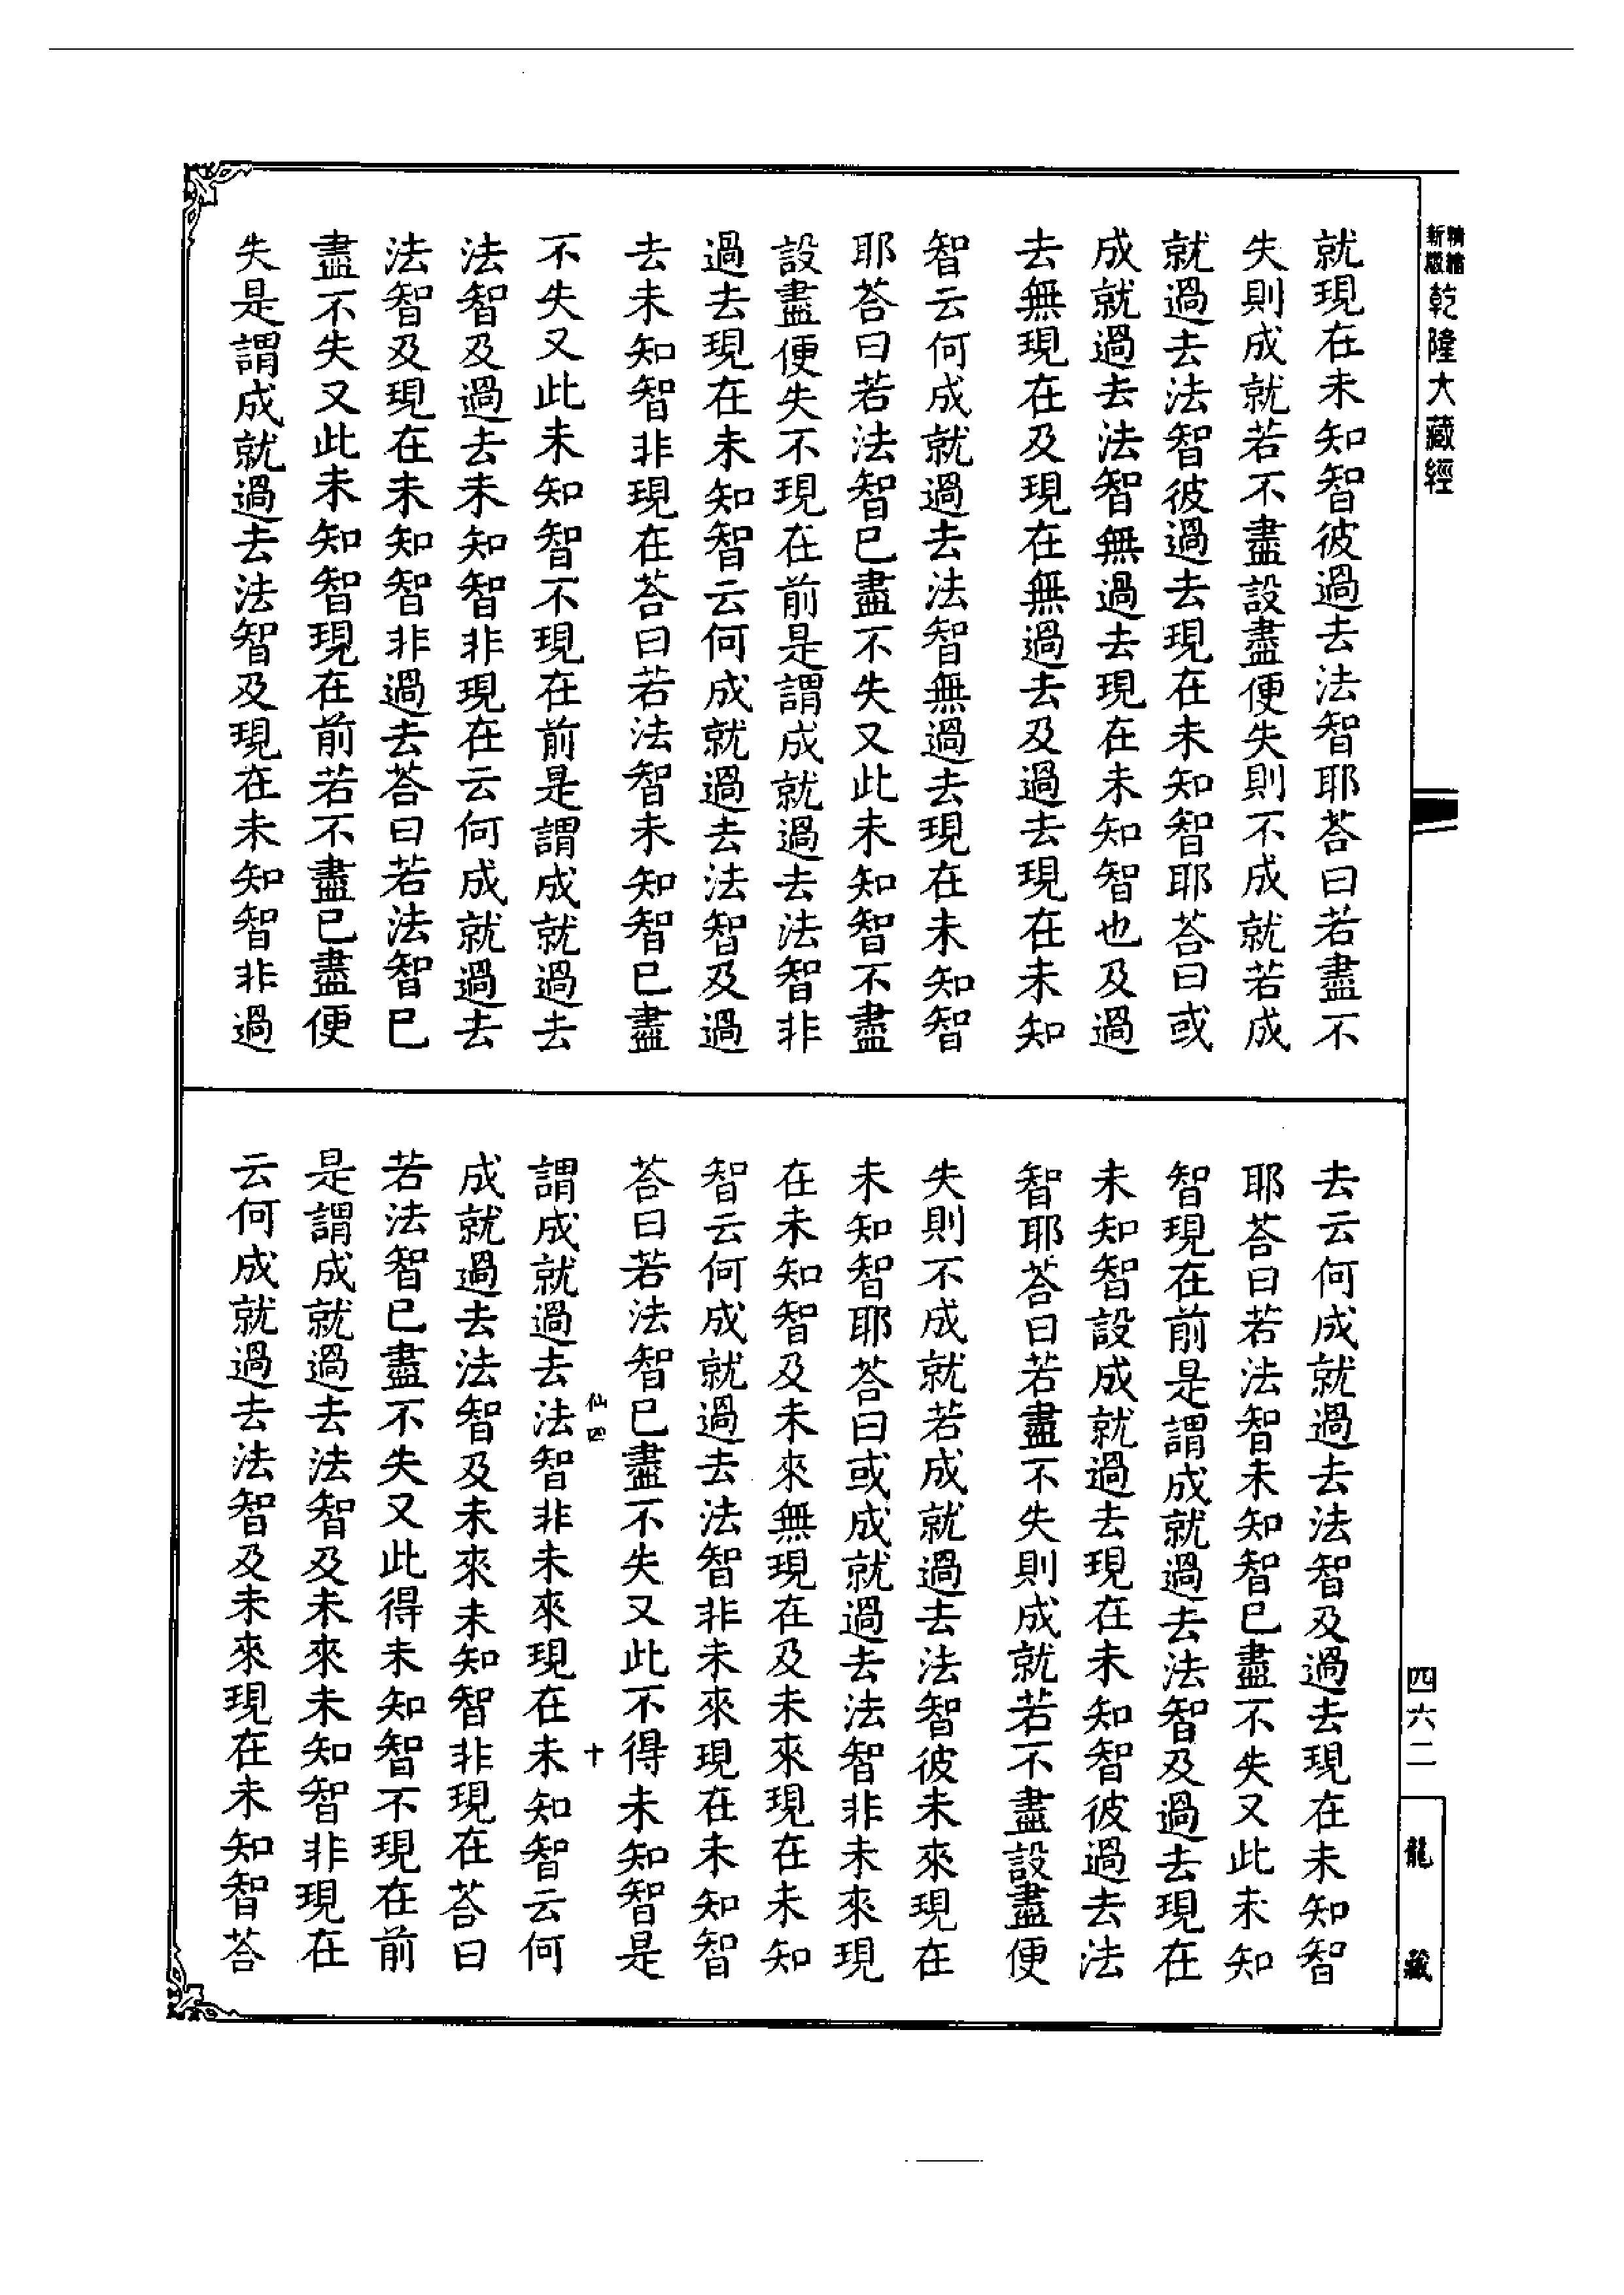 精縮
新版
乾隆大藏經
就現在未知智彼過去法智耶荅曰若盡不
失則成就若不盡設盡便失則不成就若成
就過去法智彼過去現在未知智耶荅曰或
成就過去法智無過去現在未知智也及過
去無現在及現在無過去及過去現在未知
智云何成就過去法智無過去現在未知智
耶荅曰若法智已盡不失又此未知智不盡
設盡便失不現在前是謂成就過去法智非
過去現在未知智云何成就過去法智及過
去未知智非現在荅曰若法智未知智已盡
不失又此未知智不現在前是謂成就過去
法智及過去未知智非現在云何成就過去
法智及現在未知智非過去荅曰若法智已
盡不失又此未知智現在前若不盡已盡便
失是謂成就過去法智及現在未知智非過
去云何成就過去法智及過去現在未知智
耶荅曰若法智未知智已盡不失又此未知
智現在前是謂成就過去法智及過去現在
未知智設成就過去現在未知智彼過去法
智耶荅曰若盡不失則成就若不盡設盡便
失則不成就若成就過去法智彼未來現在
未知智耶荅曰或成就過去法智非未來現
在未知智及未來無現在及未來現在未知
智云何成就過去法智非未來現在未知智
荅曰若法智已盡不失又此不得未知智是
仙四
十
謂成就過去法智非未來現在未知智云何
成就過去法智及未來未知智非現在荅曰
若法智已盡不失又此得未知智不現在前
是謂成就過去法智及未來未知智非現在
云何成就過去法智及未來現在未知智荅
四六二
龍藏